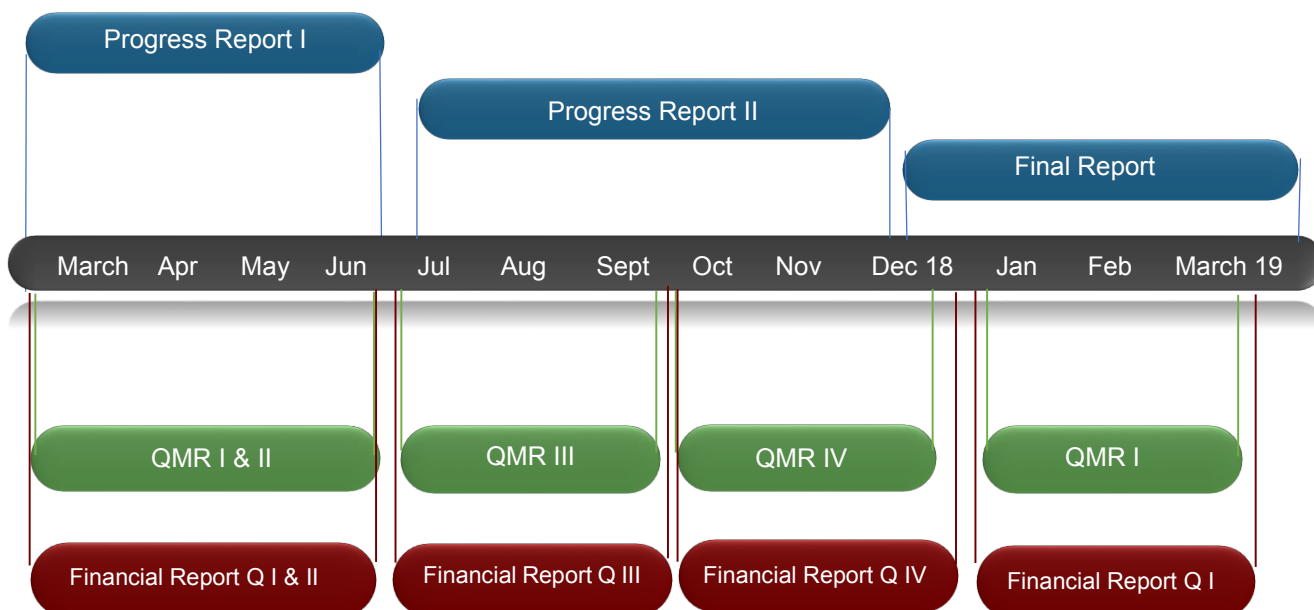 Progress Report I
Progress Report II
Final Report
March Apr May Jun Jul Aug Sept Oct Nov Dec 18 Jan Feb March 19
QMR I & II
QMR III
QMR IV
QMR I
Financial Report Q I & II
Financial Report Q III
Financial Report Q IV
Financial Report Q I